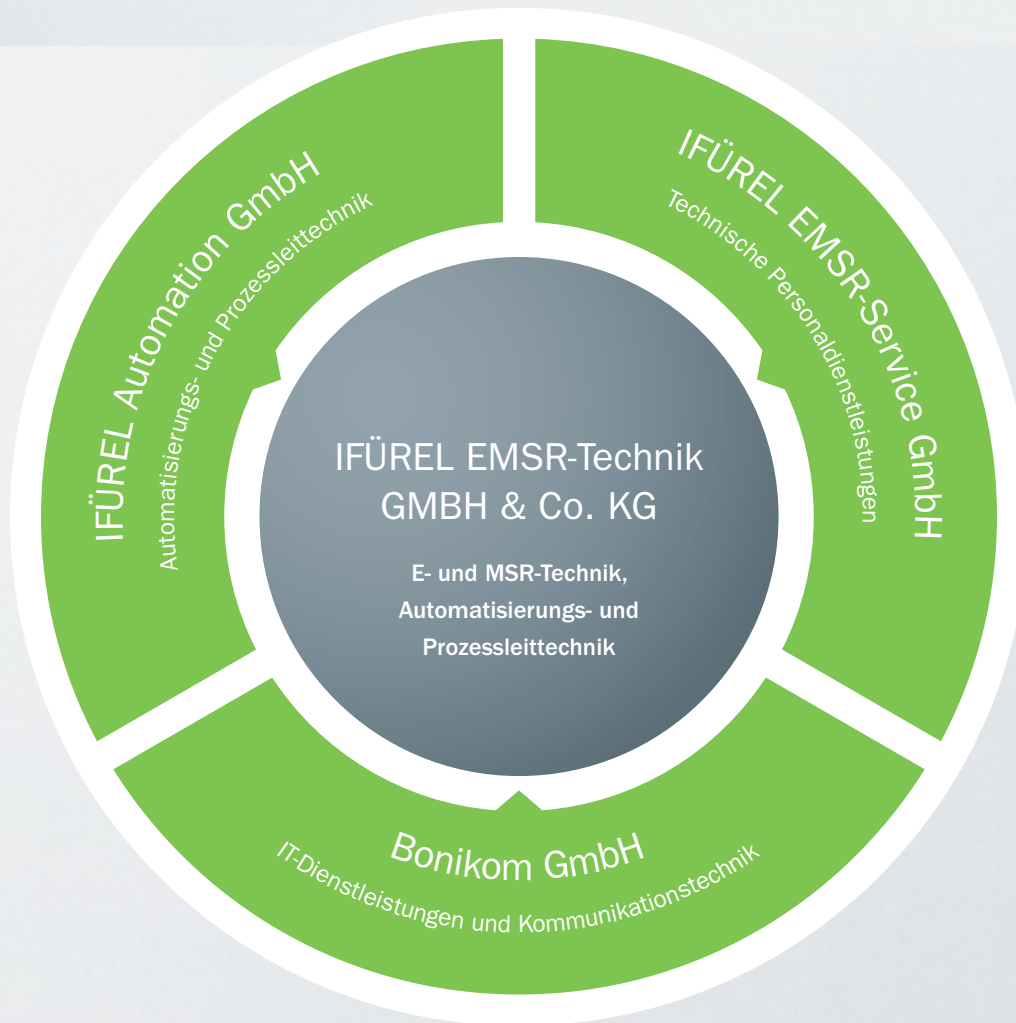 IFÜREL Automation GmbH
Automatisierungs- und Prozessleittechnik
IFÜREL EMSR-Service GmbH
Technische Personaldienstleistungen
IFÜREL EMSR-Technik
GMBH & Co. KG
E- und MSR-Technik,
Automatisierungs- und
Prozessleittechnik
Bonikom GmbH
IT-Dienstleistungen und Kommunikationstechnik